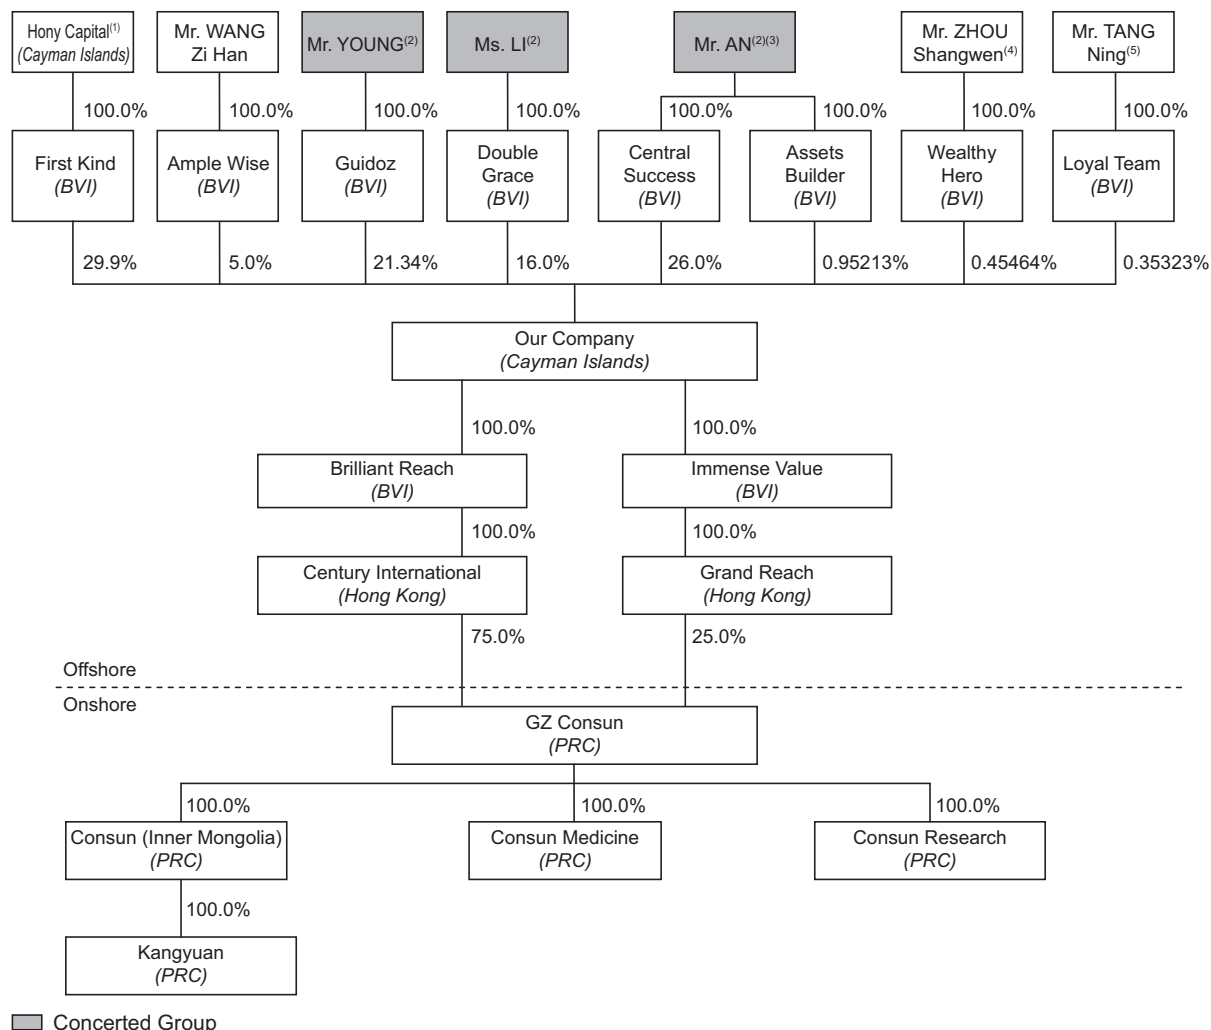 Hony Capital(1)
(Cayman Islands)
Mr. WANG
Zi Han
Mr. YOUNG(2)
Ms. LI(2)
Mr. AN(2)(3)
Mr. ZHOU
Shangwen(4)
Mr. TANG
Ning(5)
100.0%
100.0%
100.0%
100.0%
100.0%
100.0%
100.0%
100.0%
First Kind
(BVI)
Ample Wise
(BVI)
Guidoz
(BVI)
Double
Grace
(BVI)
Central
Success
(BVI)
Assets
Builder
(BVI)
Wealthy
Hero
(BVI)
Loyal Team
(BVI)
29.9%
5.0%
21.34%
16.0%
26.0%
0.95213%
0.45464%
0.35323%
Our Company
(Cayman Islands)
100.0%
100.0%
Brilliant Reach
(BVI)
Immense Value
(BVI)
100.0%
100.0%
Century International
(Hong Kong)
Grand Reach
(Hong Kong)
75.0%
25.0%
Offshore
Onshore
GZ Consun
(PRC)
100.0%
100.0%
100.0%
Consun (Inner Mongolia)
(PRC)
Consun Medicine
(PRC)
Consun Research
(PRC)
100.0%
Kangyuan
(PRC)
Concerted Group